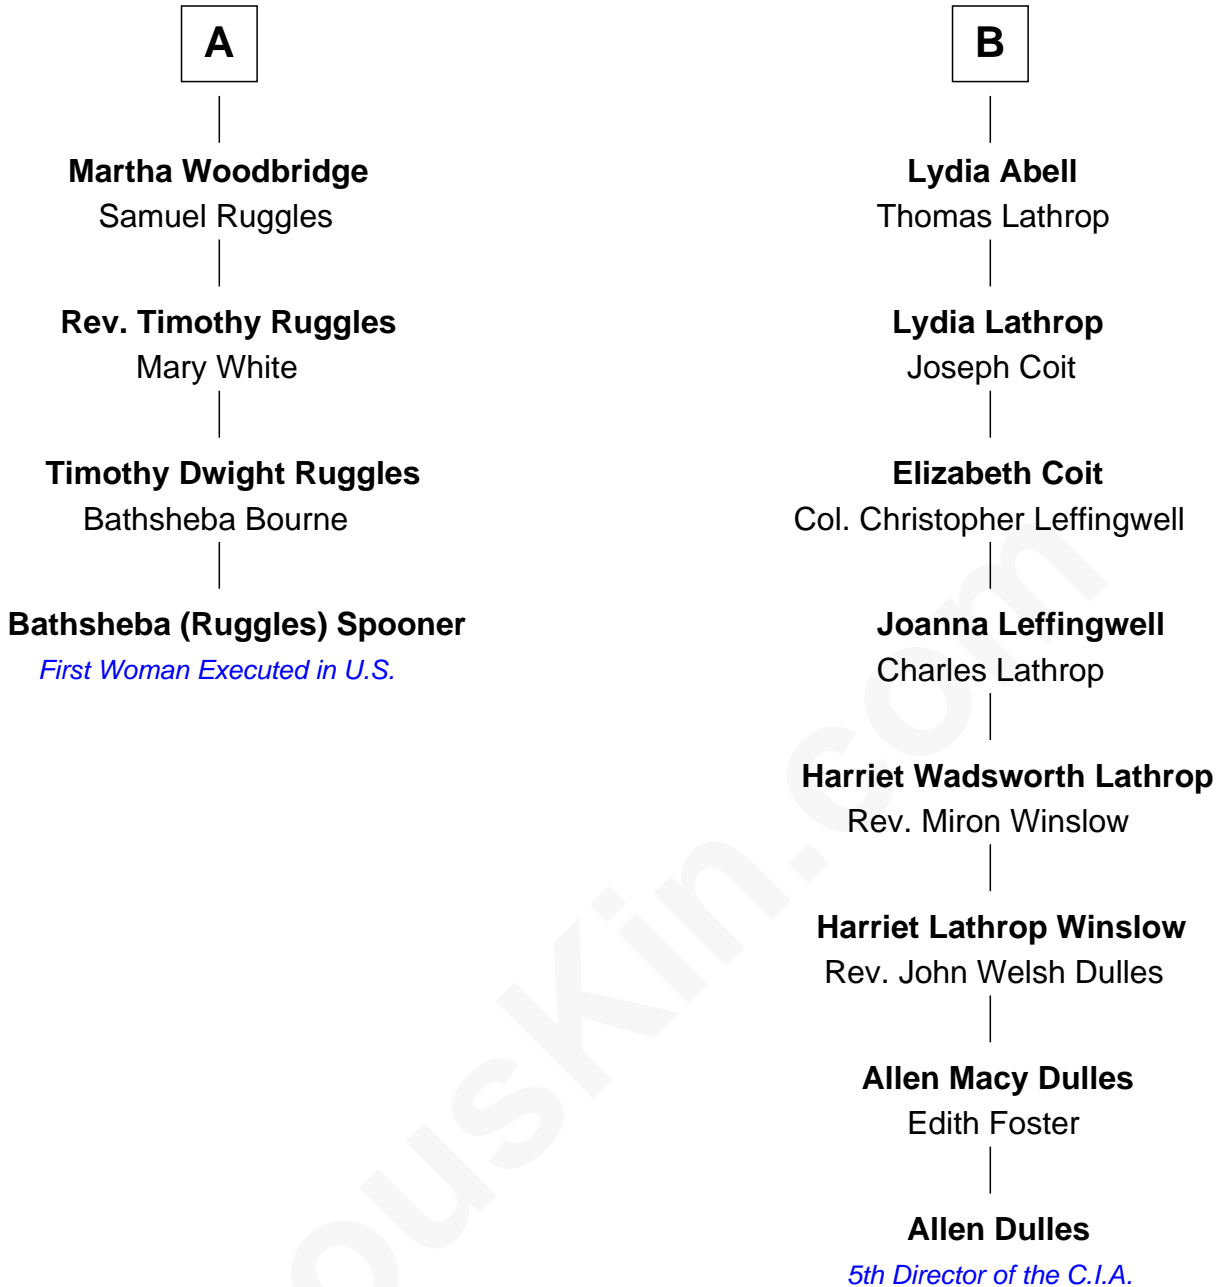 A
Martha Woodbridge
Samuel Ruggles
Rev. Timothy Ruggles
Mary White
Timothy Dwight Ruggles
Bathsheba Bourne
Bathsheba (Ruggles) Spooner
First Woman Executed in U.S.
B
Lydia Abell
Thomas Lathrop
Lydia Lathrop
Joseph Coit
Elizabeth Coit
Col. Christopher Leffingwell
Joanna Leffingwell
Charles Lathrop
Harriet Wadsworth Lathrop
Rev. Miron Winslow
Harriet Lathrop Winslow
Rev. John Welsh Dulles
Allen Macy Dulles
Edith Foster
Allen Dulles
5th Director of the C.I.A.
ousKin.com